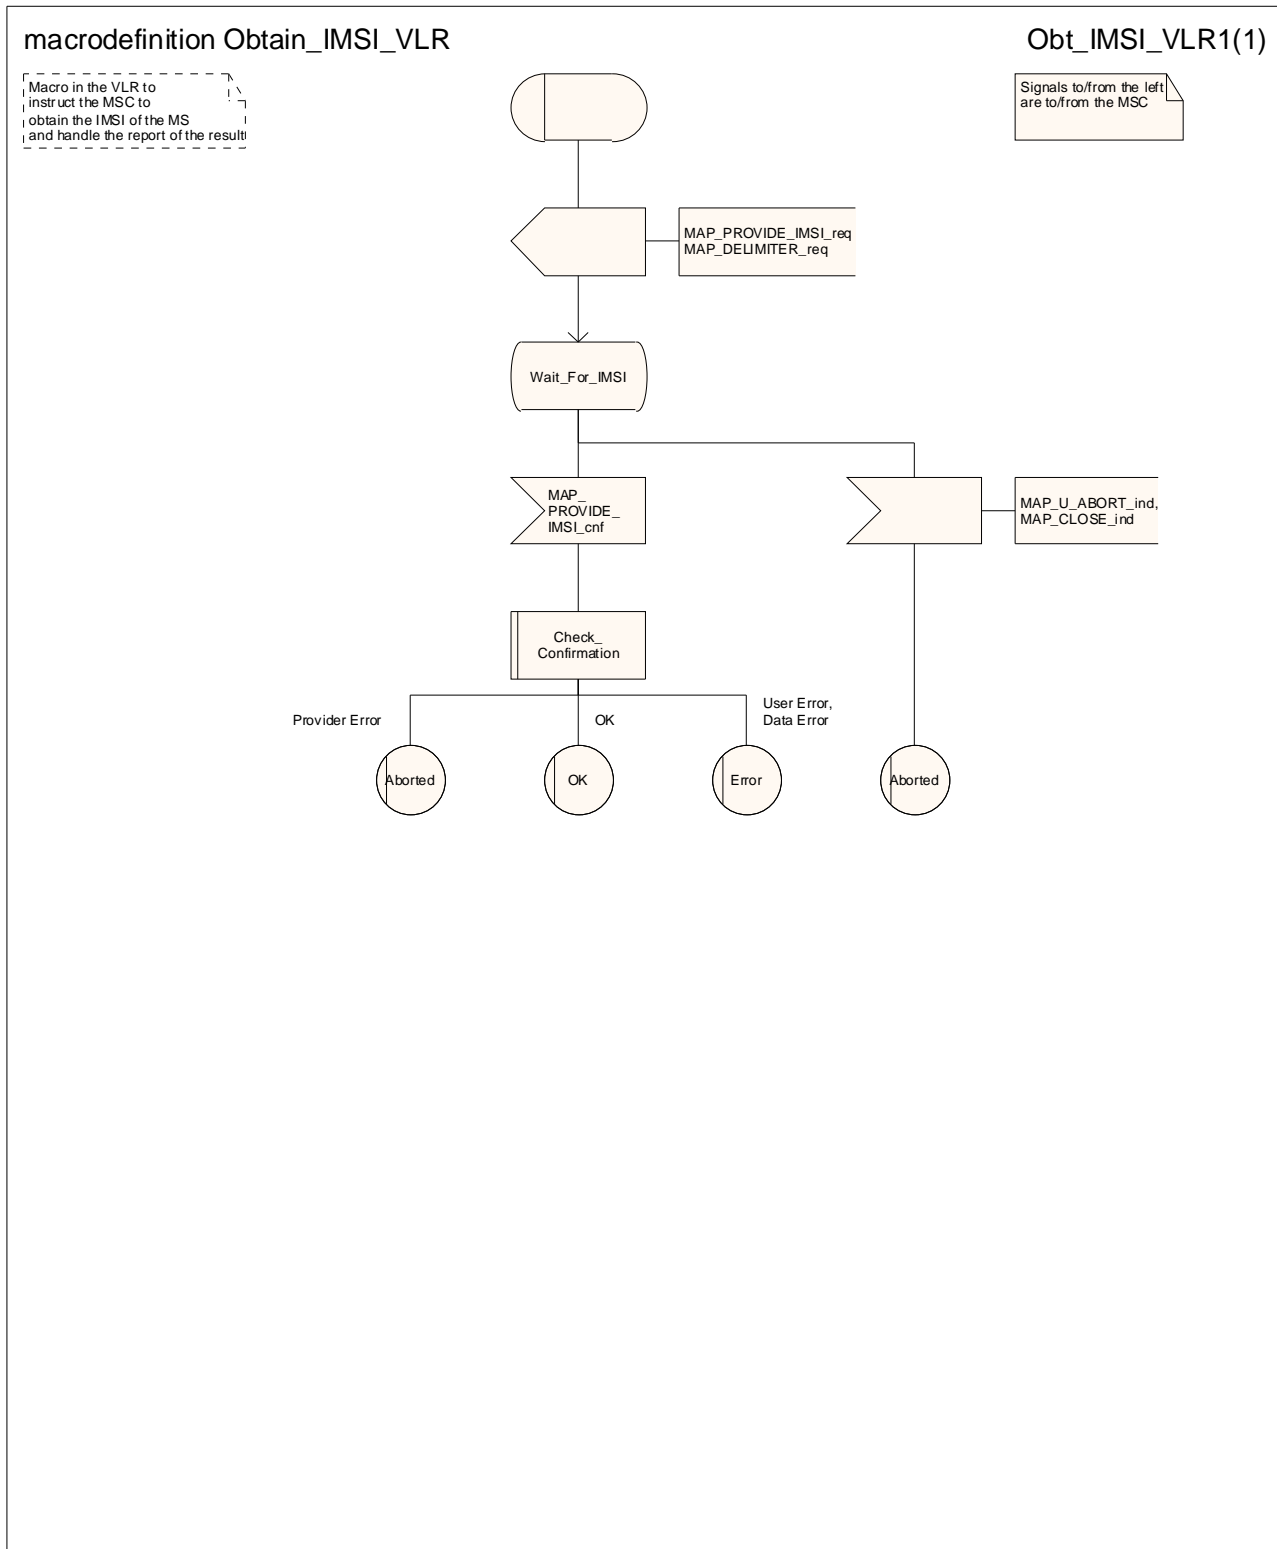 macrodefinition Obtain_IMSI_VLR
Obt_IMSI_VLR1(1)
Macro in the VLR to
instruct the MSC to
obtain the IMSI of the MS
and handle the report of the result
Signals to/from the left
are to/from the MSC
MAP_PROVIDE_IMSI_req
MAP_DELIMITER_req
Wait_For_IMSI
MAP_
PROVIDE_
IMSI_cnf
MAP_U_ABORT_ind,
MAP_CLOSE_ind
Check_
Confirmation
Provider Error
OK
User Error,
Data Error
Aborted
OK
Error
Aborted